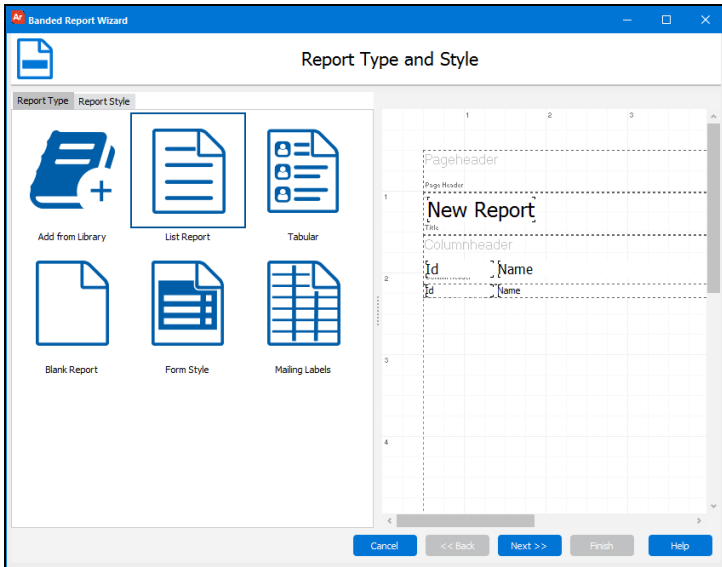 Ar Banded Report Wizard
Report Type and Style
Report Type Report Style
Add from Library List Report Tabular
Blank Report Form Style Mailing Labels
1 2 3
Pageheader
Page Header
1
New Report
Title
Columnheader
Id Name
2
Id Name
3
4
Cancel << Back Next >> Finish Help